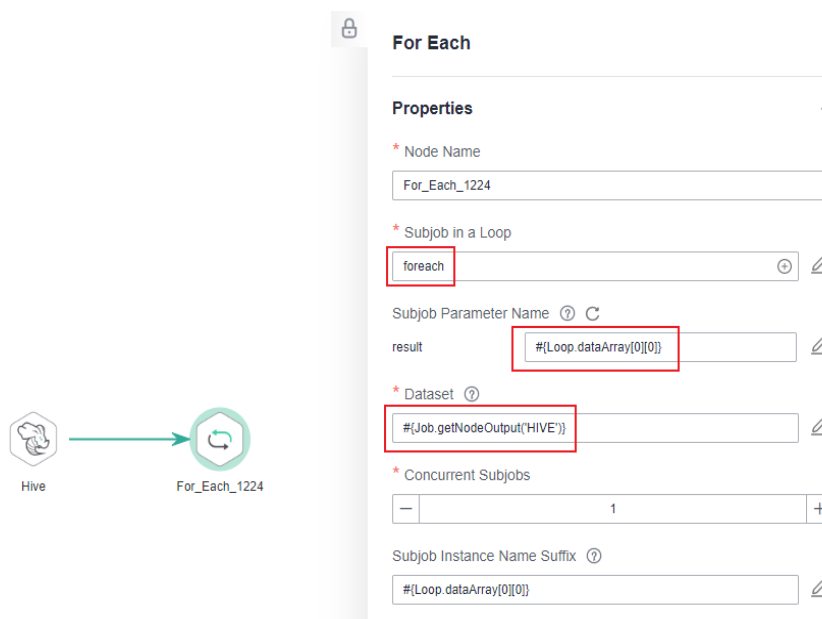 For Each
Properties
* Node Name
For_Each_1224
* Subjob in a Loop
foreach
Subjob Parameter Name
result #{Loop.dataArray[0][0]}
* Dataset
#{Job.getNodeOutput('HIVE')}
* Concurrent Subjobs
1
Subjob Instance Name Suffix
#{Loop.dataArray[0][0]}
Hive
For_Each_1224